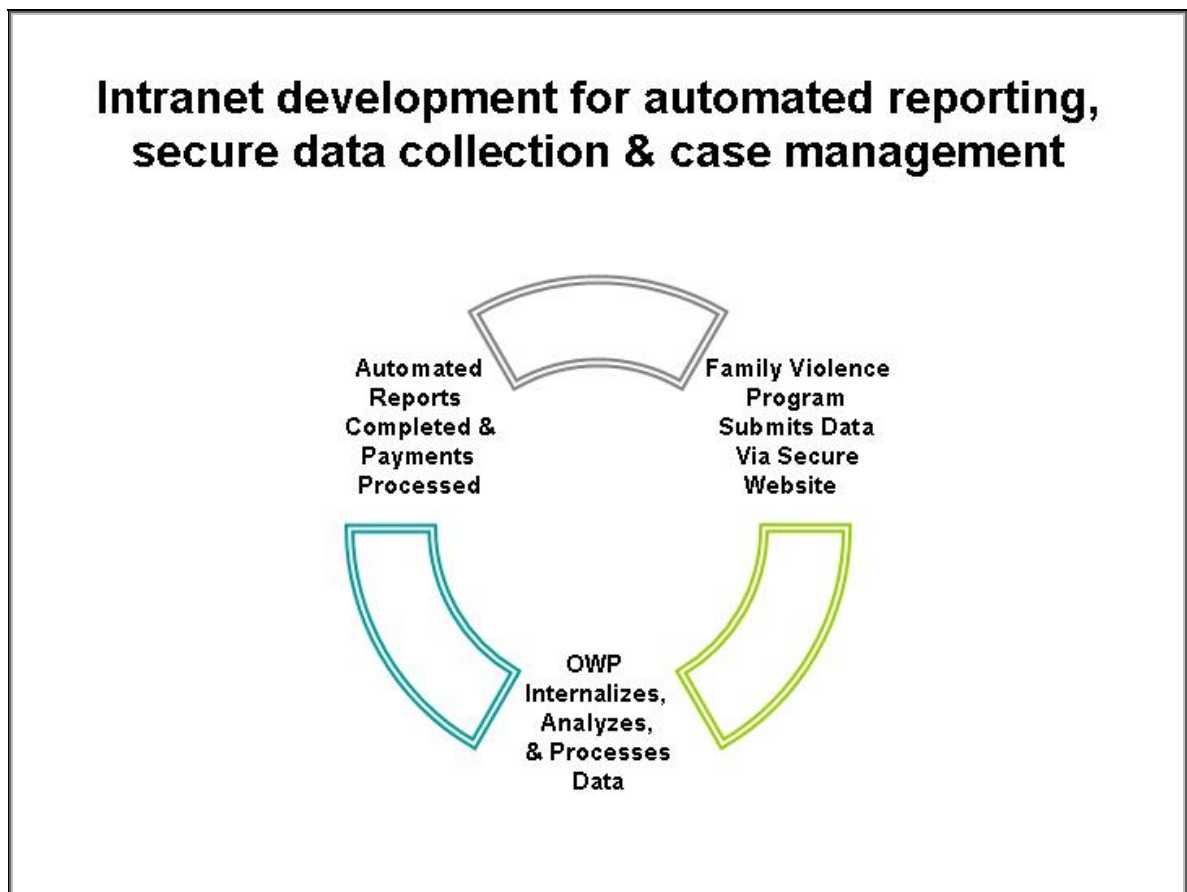 Intranet development for automated reporting,
secure data collection & case management
Automated
Reports
Completed &
Payments
Processed
Family Violence
Program
Submits Data
Via Secure
Website
OWP
Internalizes,
Analyzes,
& Processes
Data